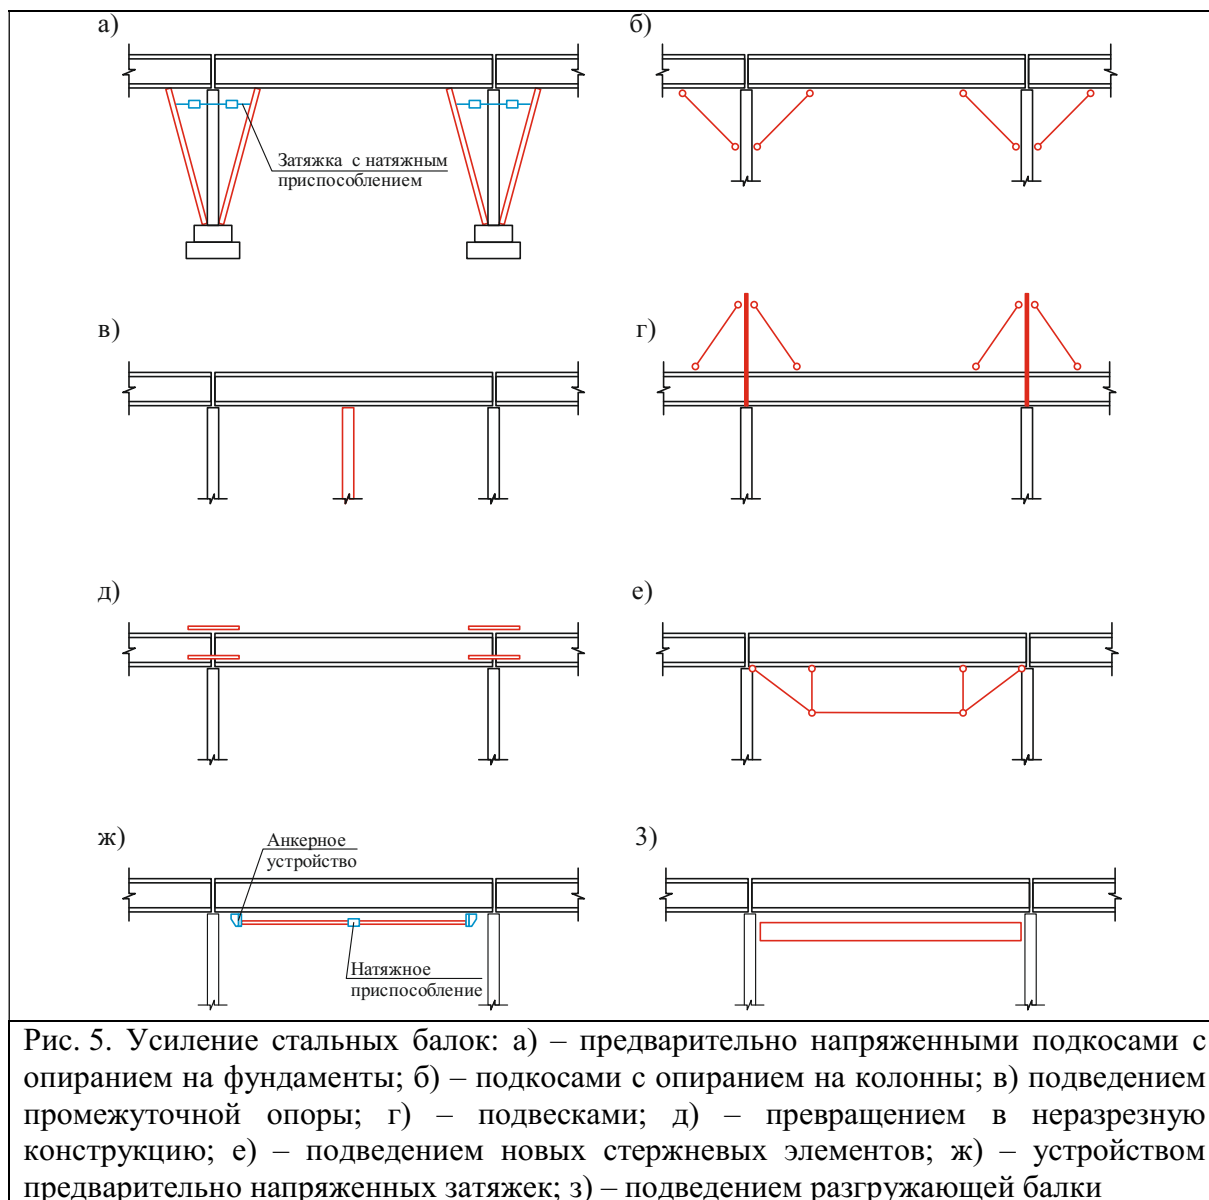 а)
б)
Затяжка с натяжным
приспособлением
в)
г)
д)
е)
ж)
З)
Анкерное
устройство
Натяжное
приспособление
Рис. 5. Усиление стальных балок: а) – предварительно напряженными подкосами с
опиранием на фундаменты; б) – подкосами с опиранием на колонны; в) подведением
промежуточной опоры; г) – подвесками; д) – превращением в неразрезную
конструкцию; е) – подведением новых стержневых элементов; ж) – устройством
предварительно напряженных затяжек; з) – подведением разгружающей балки